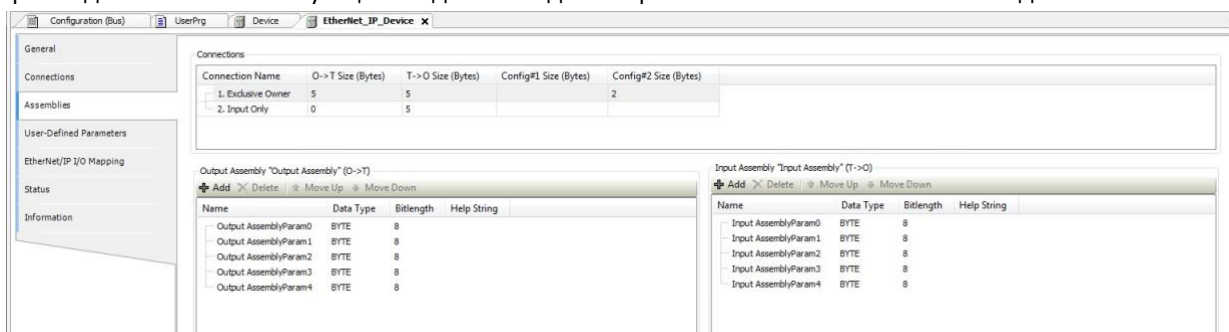 Configuration (Bus) UserPrg Device EtherNet_IP_Device
General
Connections
Assemblies
User-Defined Parameters
EtherNet/IP I/O Mapping
Status
Information
Connections
Connection Name O->T Size (Bytes) T->O Size (Bytes) Config#1 Size (Bytes) Config#2 Size (Bytes)
1. Exclusive Owner 5 5 2
2. Input Only 0 5
Output Assembly "Output Assembly" (O->T)
Add Delete Move Up Move Down
Name Data Type Bitlength Help String
Output AssemblyParam0 BYTE 8
Output AssemblyParam1 BYTE 8
Output AssemblyParam2 BYTE 8
Output AssemblyParam3 BYTE 8
Output AssemblyParam4 BYTE 8
Input Assembly "Input Assembly" (T->O)
Add Delete Move Up Move Down
Name Data Type Bitlength Help String
Input AssemblyParam0 BYTE 8
Input AssemblyParam1 BYTE 8
Input AssemblyParam2 BYTE 8
Input AssemblyParam3 BYTE 8
Input AssemblyParam4 BYTE 8